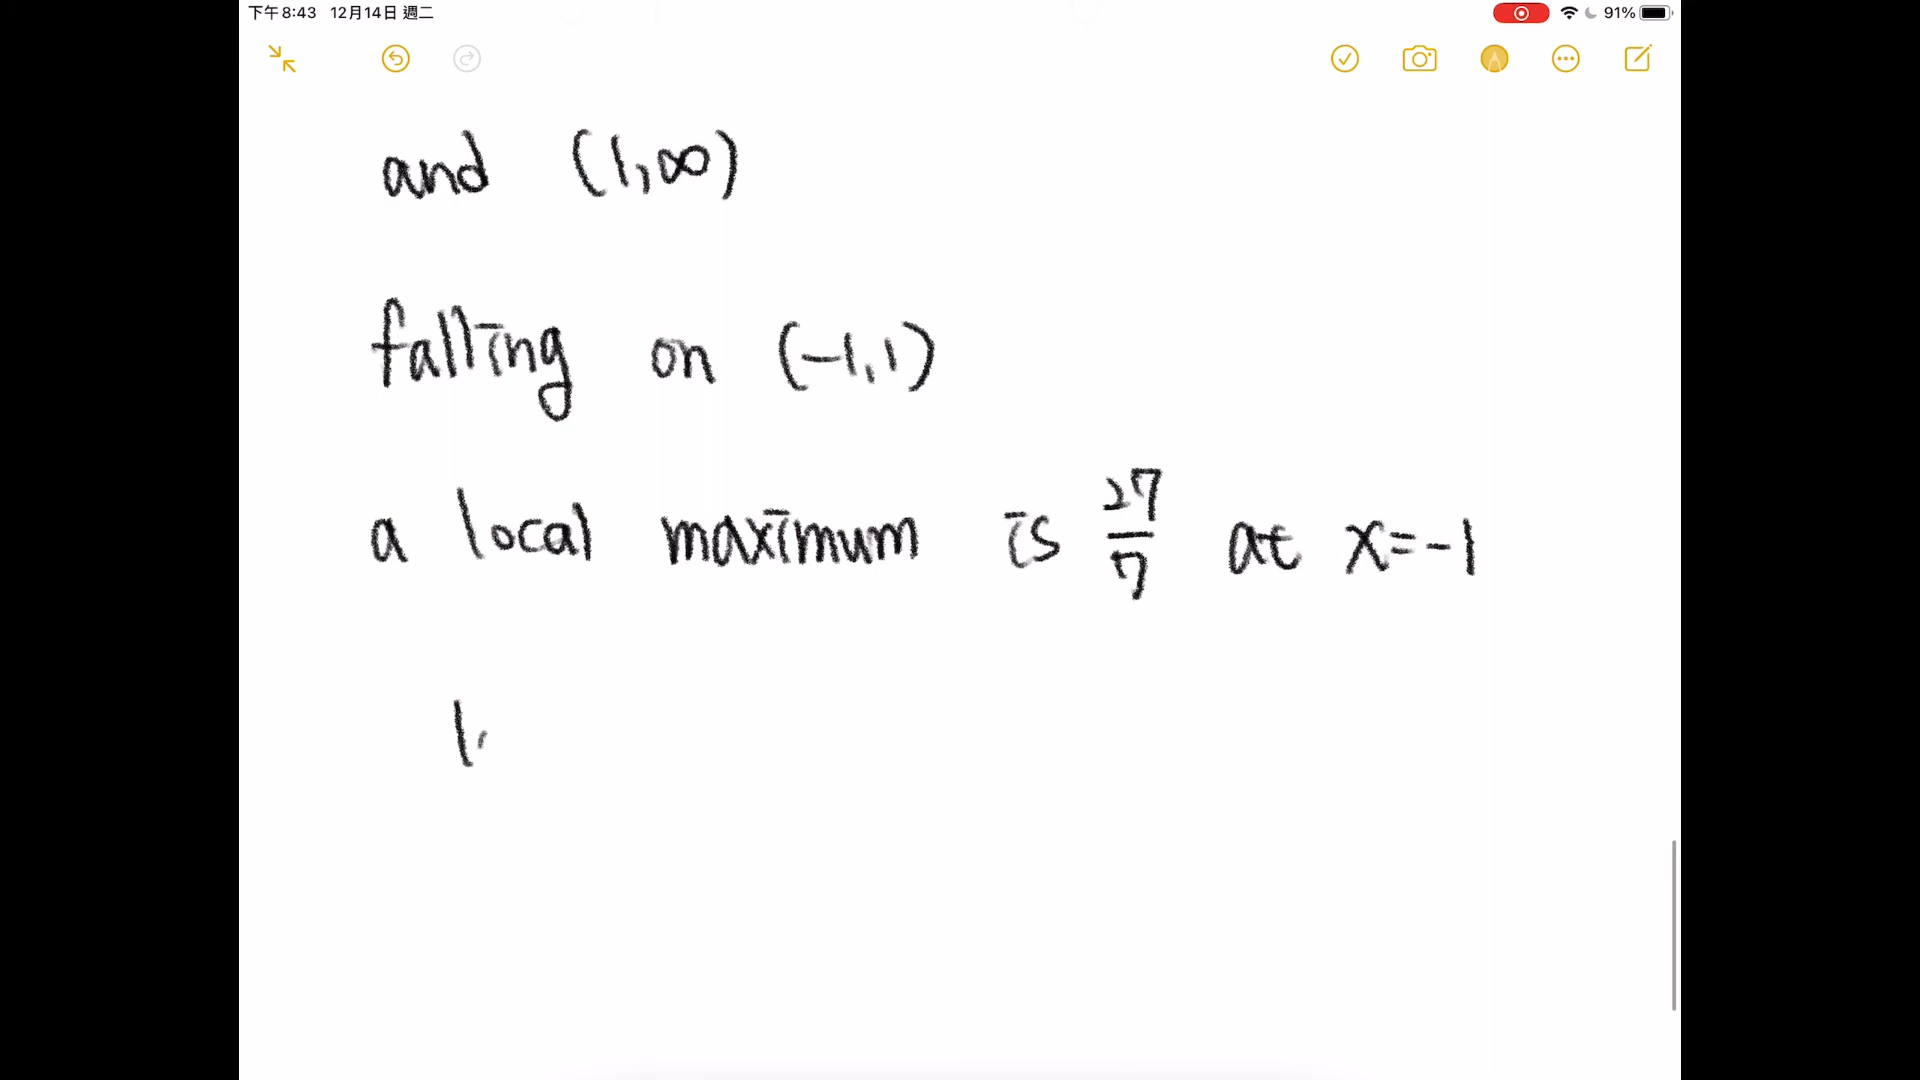 下午8:43 12月14日 週二 91%
and (1,∞)
falling on (-1,1)
a local maximum is 27/7 at x=-1
l